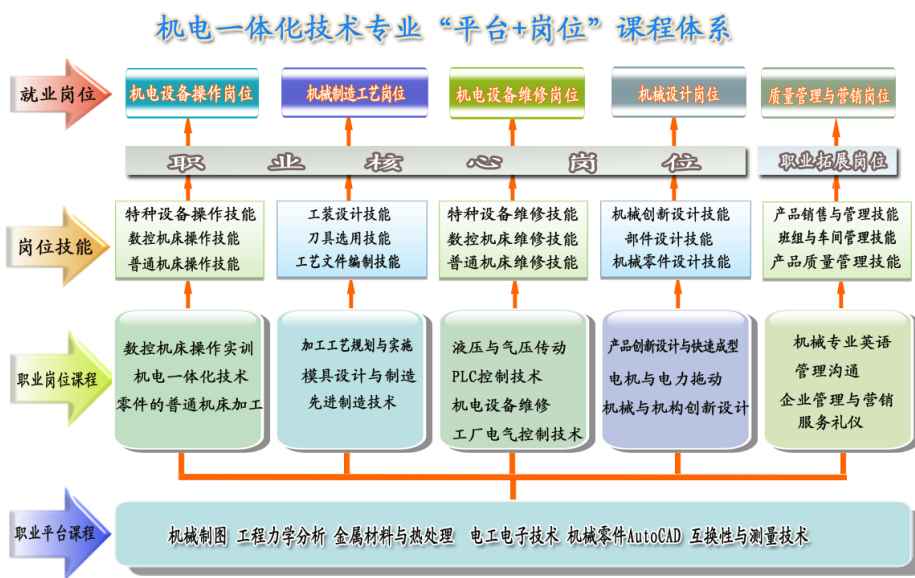 机电一体化技术专业“平台+岗位”课程体系
就业岗位
机电设备操作岗位
机械制造工艺岗位
机电设备维修岗位
机械设计岗位
质量管理与营销岗位
职业核心岗位
职业拓展岗位
岗位技能
特种设备操作技能
数控机床操作技能
普通机床操作技能
工装设计技能
刀具选用技能
工艺文件编制技能
特种设备维修技能
数控机床维修技能
普通机床维修技能
机械创新设计技能
部件设计技能
机械零件设计技能
产品销售与管理技能
班组与车间管理技能
产品质量管理技能
职业岗位课程
数控机床操作实训
机电一体化技术
零件的普通机床加工
加工工艺规划与实施
模具设计与制造
先进制造技术
液压与气压传动
PLC控制技术
机电设备维修
工厂电气控制技术
产品创新设计与快速成型
电机与电力拖动
机械与机构创新设计
机械专业英语
管理沟通
企业管理与营销
服务礼仪
职业平台课程
机械制图 工程力学分析 金属材料与热处理 电工电子技术 机械零件AutoCAD 互换性与测量技术